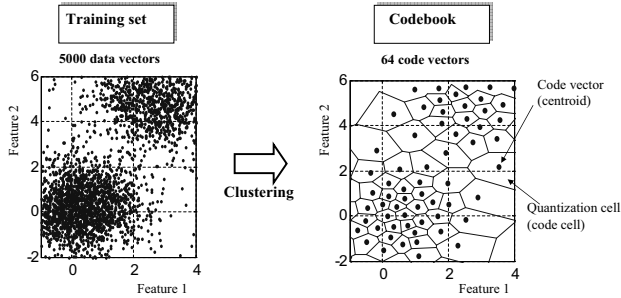 Training set
5000 data vectors
Feature 2
6
4
2
0
-2
0
2
4
Feature 1
Clustering
Codebook
64 code vectors
Feature 2
6
4
2
0
-2
0
2
4
Feature 1
Code vector
(centroid)
Quantization cell
(code cell)